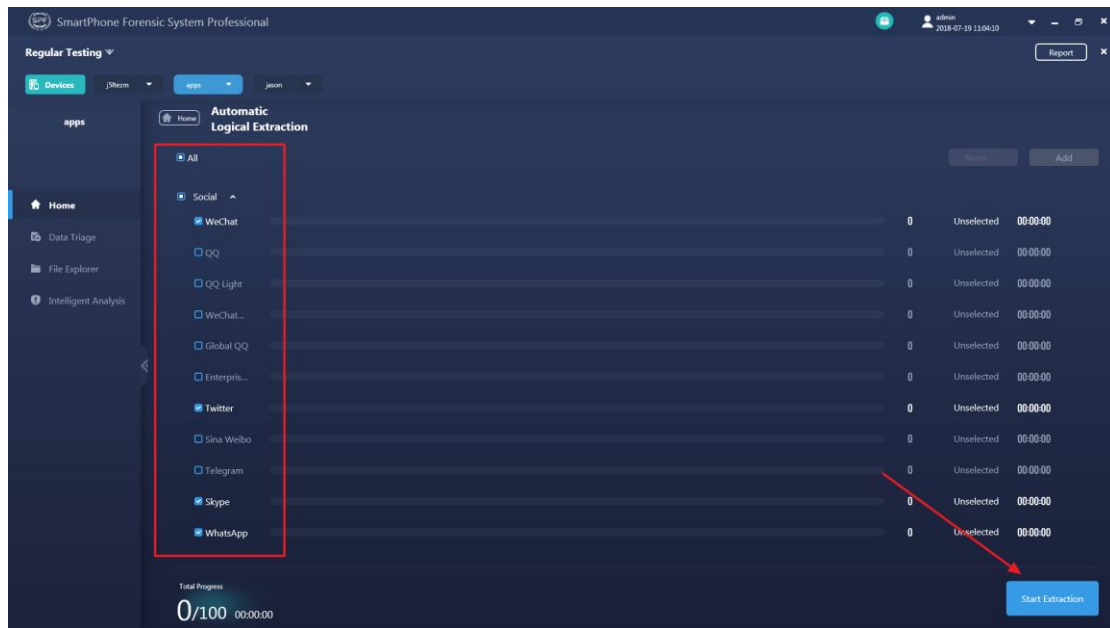 SPF SmartPhone Forensic System Professional
admin
2018-07-19 11:04:10
Regular Testing
Report
Devices j5ltezm apps jason
apps
Home
Automatic
Logical Extraction
All
Name Add
Social
Home
WeChat 0 Unselected 00:00:00
Data Triage
QQ 0 Unselected 00:00:00
File Explorer
QQ Light 0 Unselected 00:00:00
Intelligent Analysis
WeChat... 0 Unselected 00:00:00
Global QQ 0 Unselected 00:00:00
Enterpris... 0 Unselected 00:00:00
Twitter 0 Unselected 00:00:00
Sina Weibo 0 Unselected 00:00:00
Telegram 0 Unselected 00:00:00
Skype 0 Unselected 00:00:00
WhatsApp 0 Unselected 00:00:00
Total Progress
0/100 00:00:00
Start Extraction